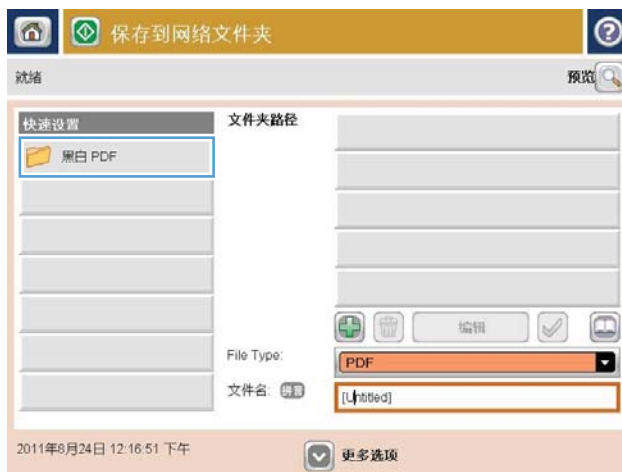 保存到网络文件夹
就绪
预览
快速设置
文件夹路径
黑白 PDF
编辑
File Type:
PDF
文件名: 拼音
[Untitled]
2011年8月24日 12:16:51 下午
更多选项